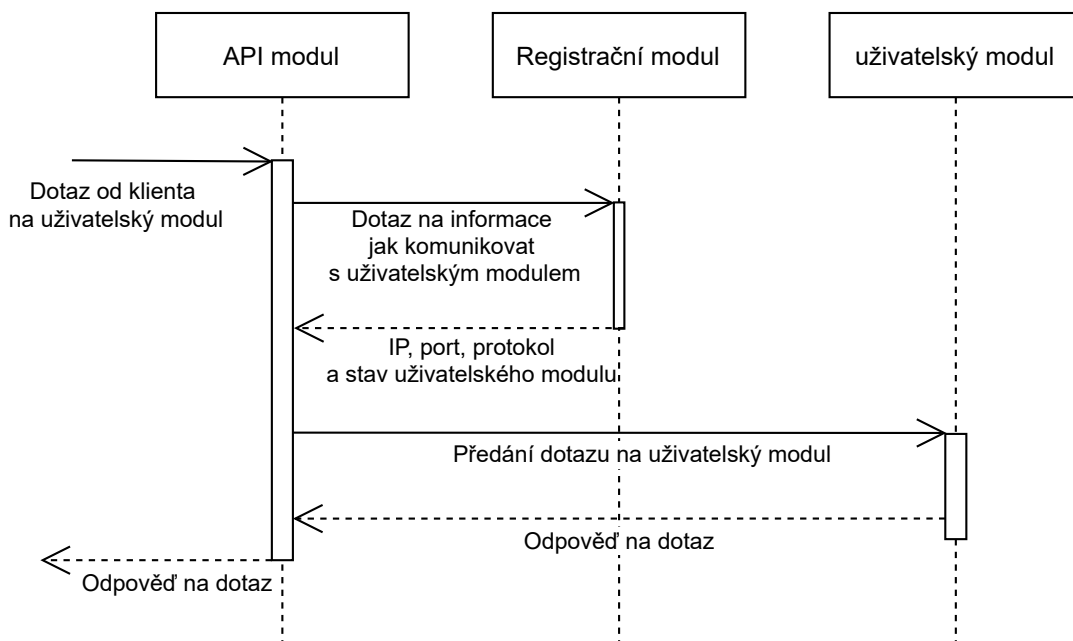 API modul
Registrační modul
uživatelský modul
Dotaz od klienta
na uživatelský modul
Dotaz na informace
jak komunikovat
s uživatelským modulem
IP, port, protokol
a stav uživatelského modulu
Předání dotazu na uživatelský modul
Odpověď na dotaz
Odpověď na dotaz